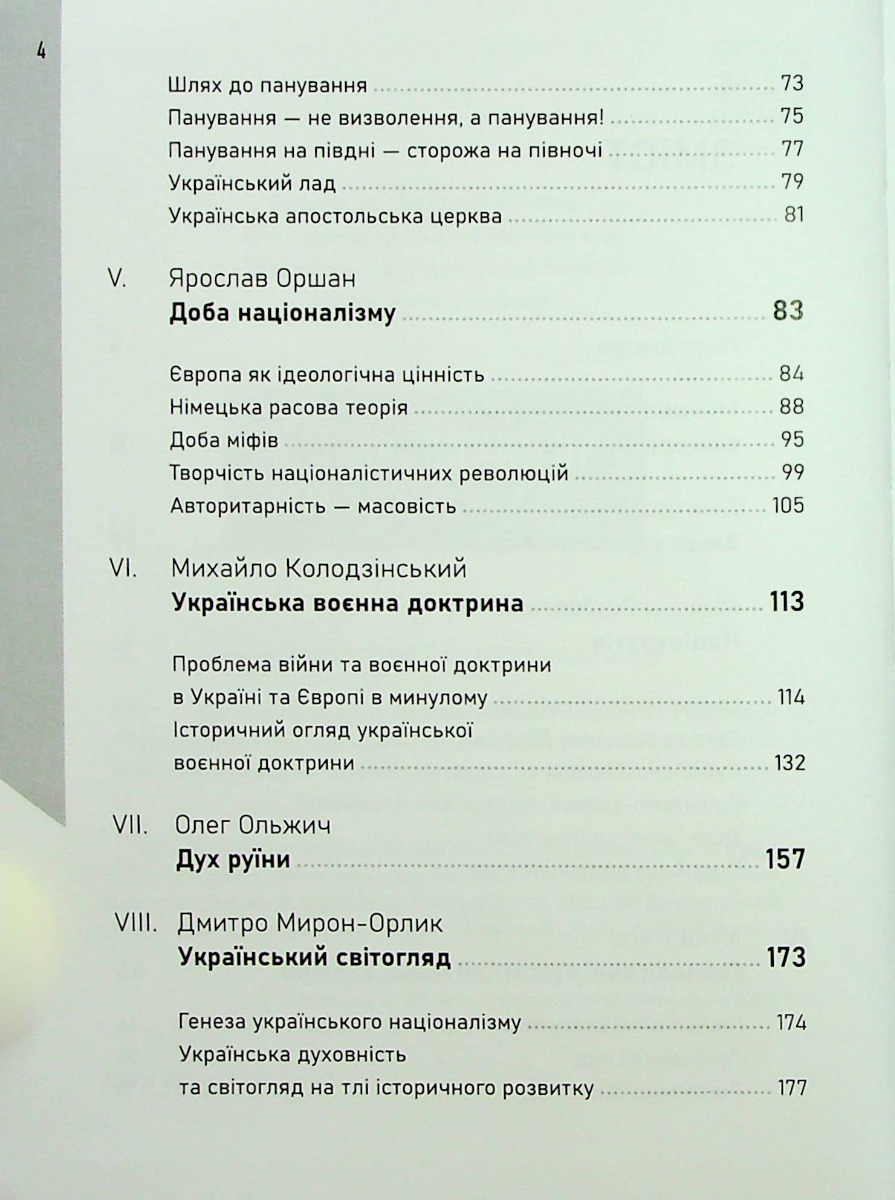 4
Шлях до панування 73
Панування — не визволення, а панування! 75
Панування на півдні — сторожа на півночі 77
Український лад 79
Українська апостольська церква 81
V. Ярослав Оршан
Доба націоналізму 83
Європа як ідеологічна цінність 84
Німецька расова теорія 88
Доба міфів 95
Творчість націоналістичних революцій 99
Авторитарність — масовість 105
VI. Михайло Колодзінський
Українська воєнна доктрина 113
Проблема війни та воєнної доктрини
в Україні та Європі в минулому 114
Історичний огляд української
воєнної доктрини 132
VII. Олег Ольжич
Дух руїни 157
VIII. Дмитро Мирон-Орлик
Український світогляд 173
Генеза українського націоналізму 174
Українська духовність
та світогляд на тлі історичного розвитку 177